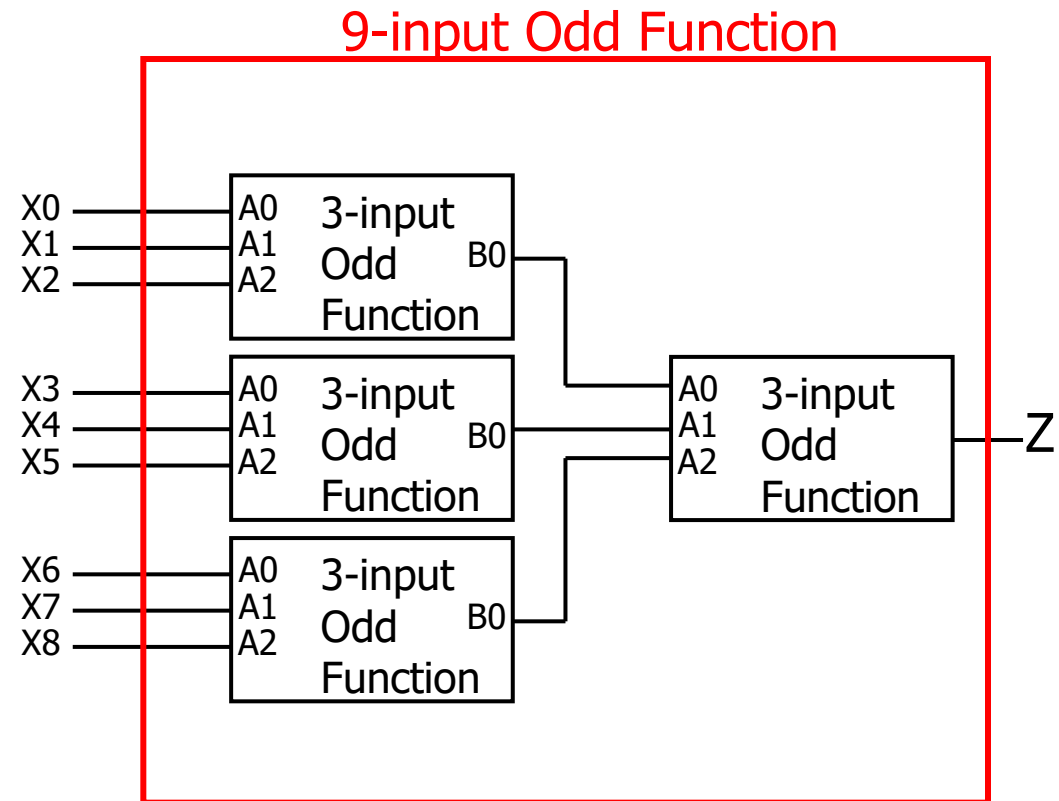 9-input Odd Function
X0
X1
X2
A0
A1
A2
3-input
Odd
Function
B0
X3
X4
X5
A0
A1
A2
3-input
Odd
Function
B0
X6
X7
X8
A0
A1
A2
3-input
Odd
Function
B0
A0
A1
A2
3-input
Odd
Function
Z